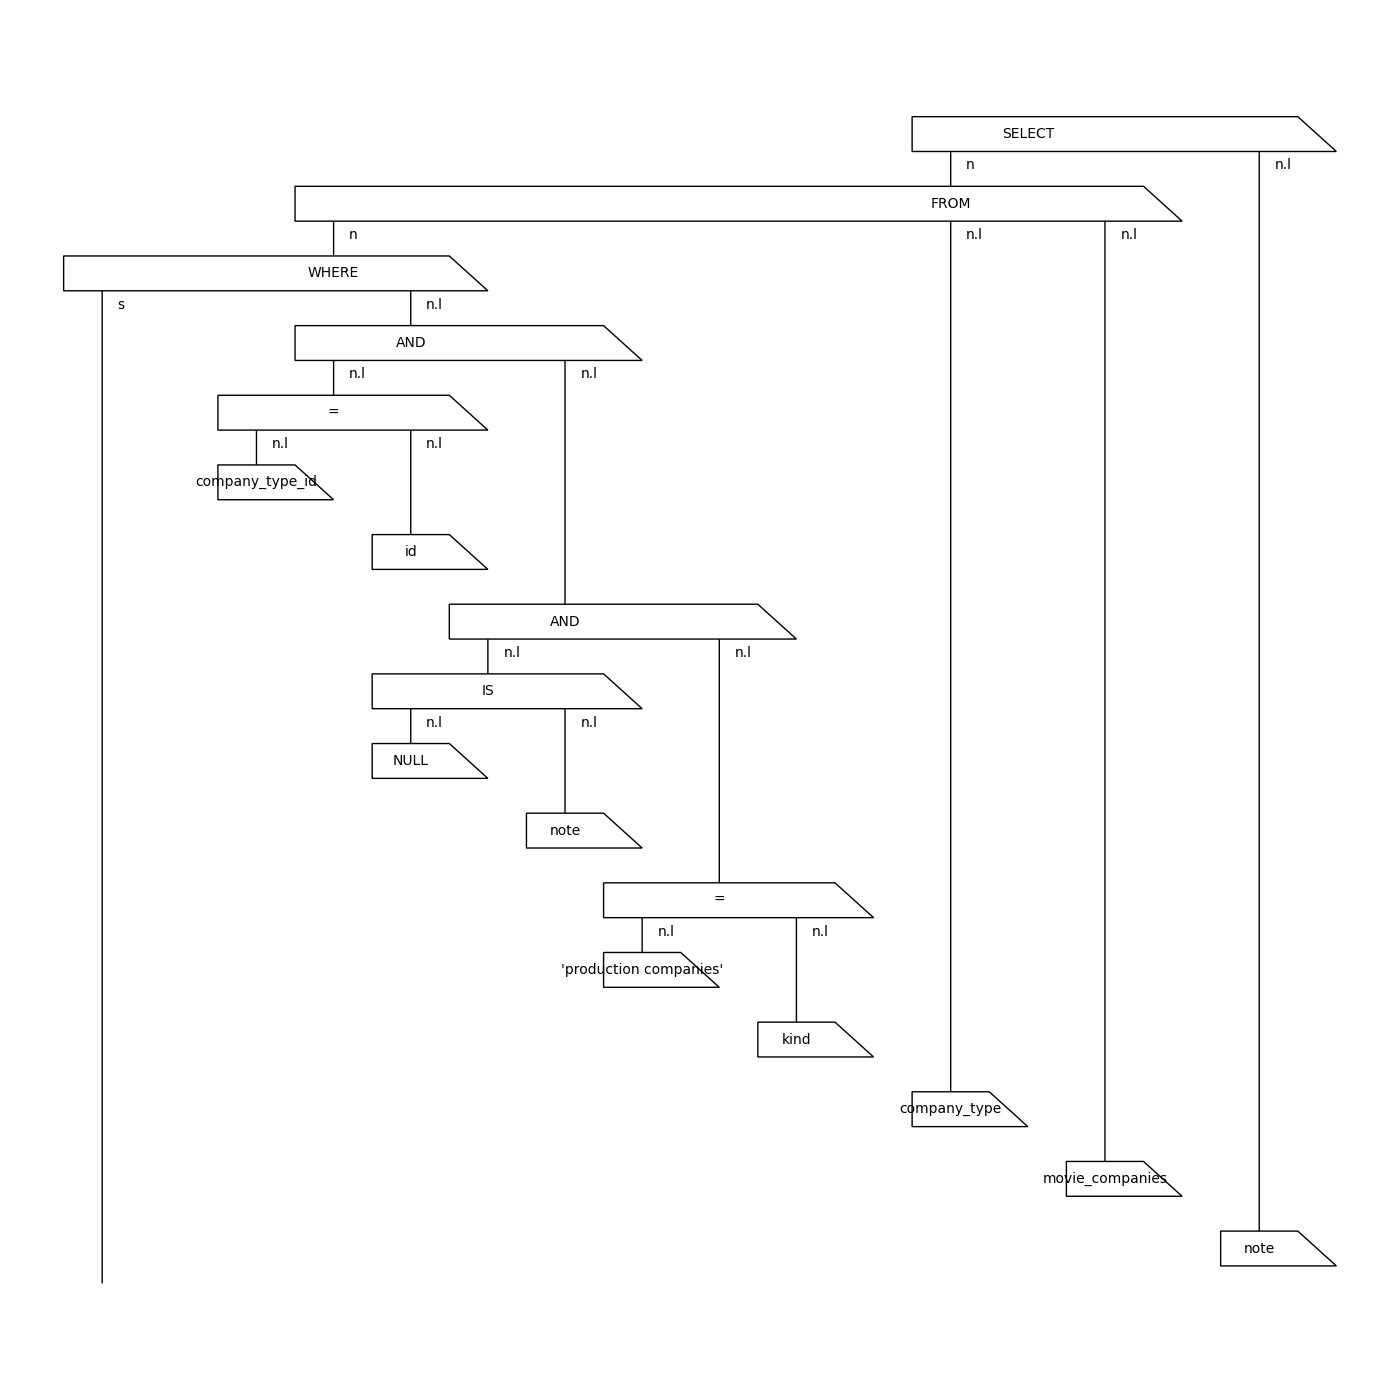 SELECT
n n.l
FROM
n n.l n.l
WHERE
s n.l
AND
n.l n.l
=
n.l n.l
company_type_id
id
AND
n.l n.l
IS
n.l n.l
NULL
note
=
n.l n.l
'production companies'
kind
company_type
movie_companies
note